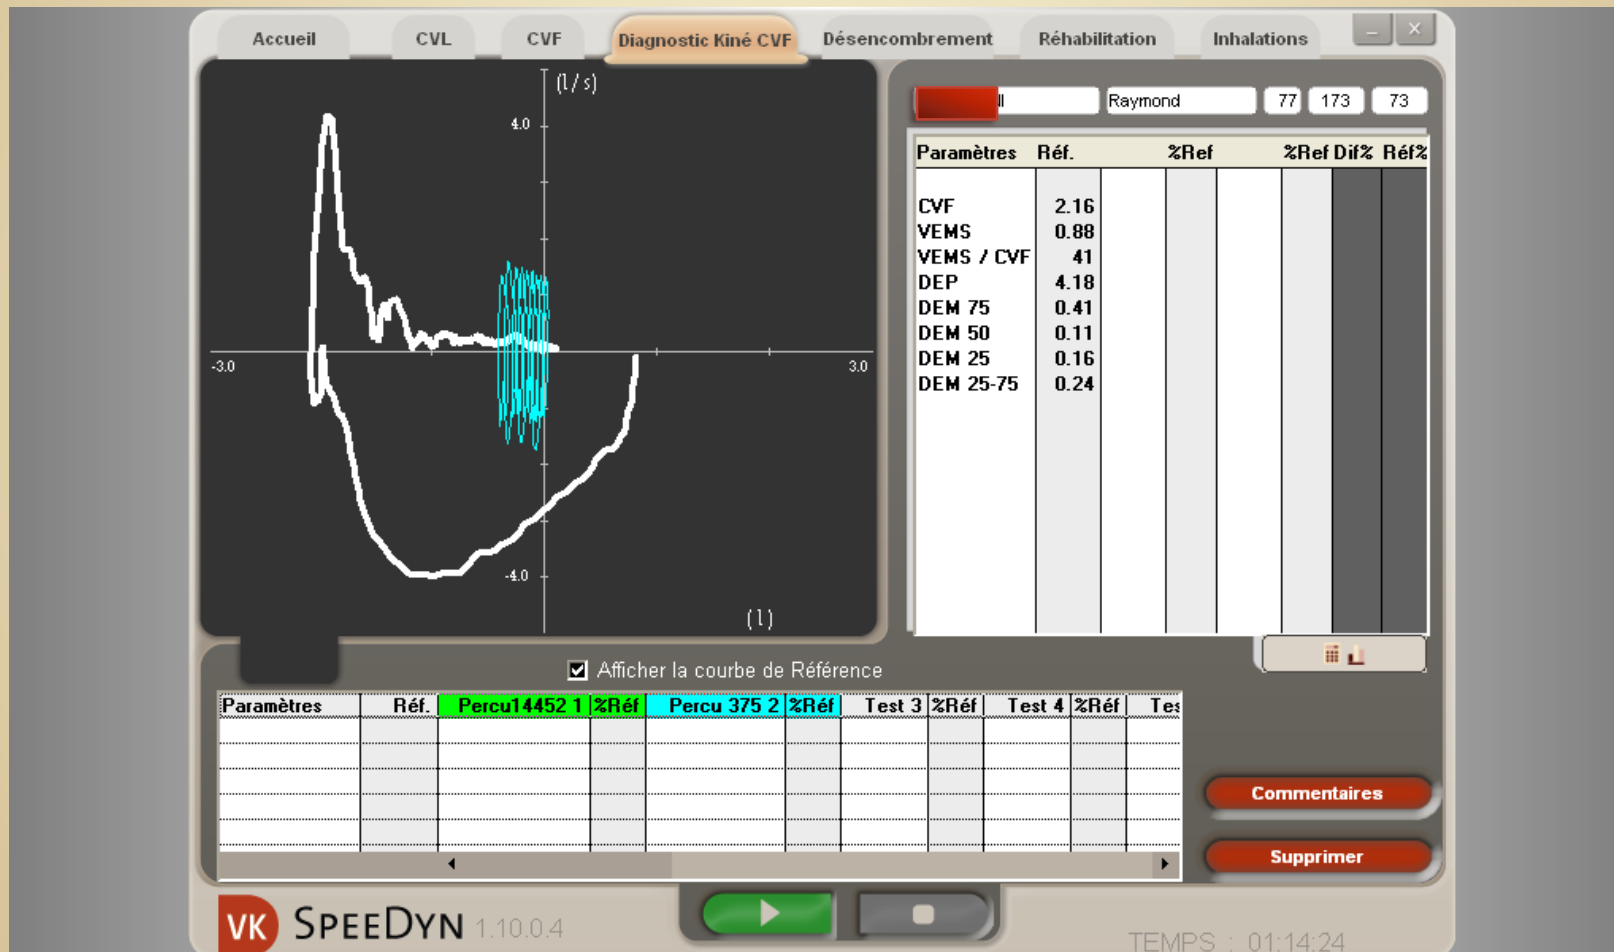 Accueil CVL CVF Diagnostic Kiné CVF Désencombrement Réhabilitation Inhalations
(l/s)
4.0
-3.0 3.0
-4.0
(l)
Raymond 77 173 73
Paramètres Réf. %Ref %Ref Dif% Réf%
CVF 2.16
VEMS 0.88
VEMS / CVF 41
DEP 4.18
DEM 75 0.41
DEM 50 0.11
DEM 25 0.16
DEM 25-75 0.24
Afficher la courbe de Référence
Paramètres Réf. Percu14452 1 %Réf Percu 375 2 %Réf Test 3 %Réf Test 4 %Réf Tes
Commentaires
Supprimer
VK SPEEDYN 1.10.0.4
TEMPS : 01:14:24